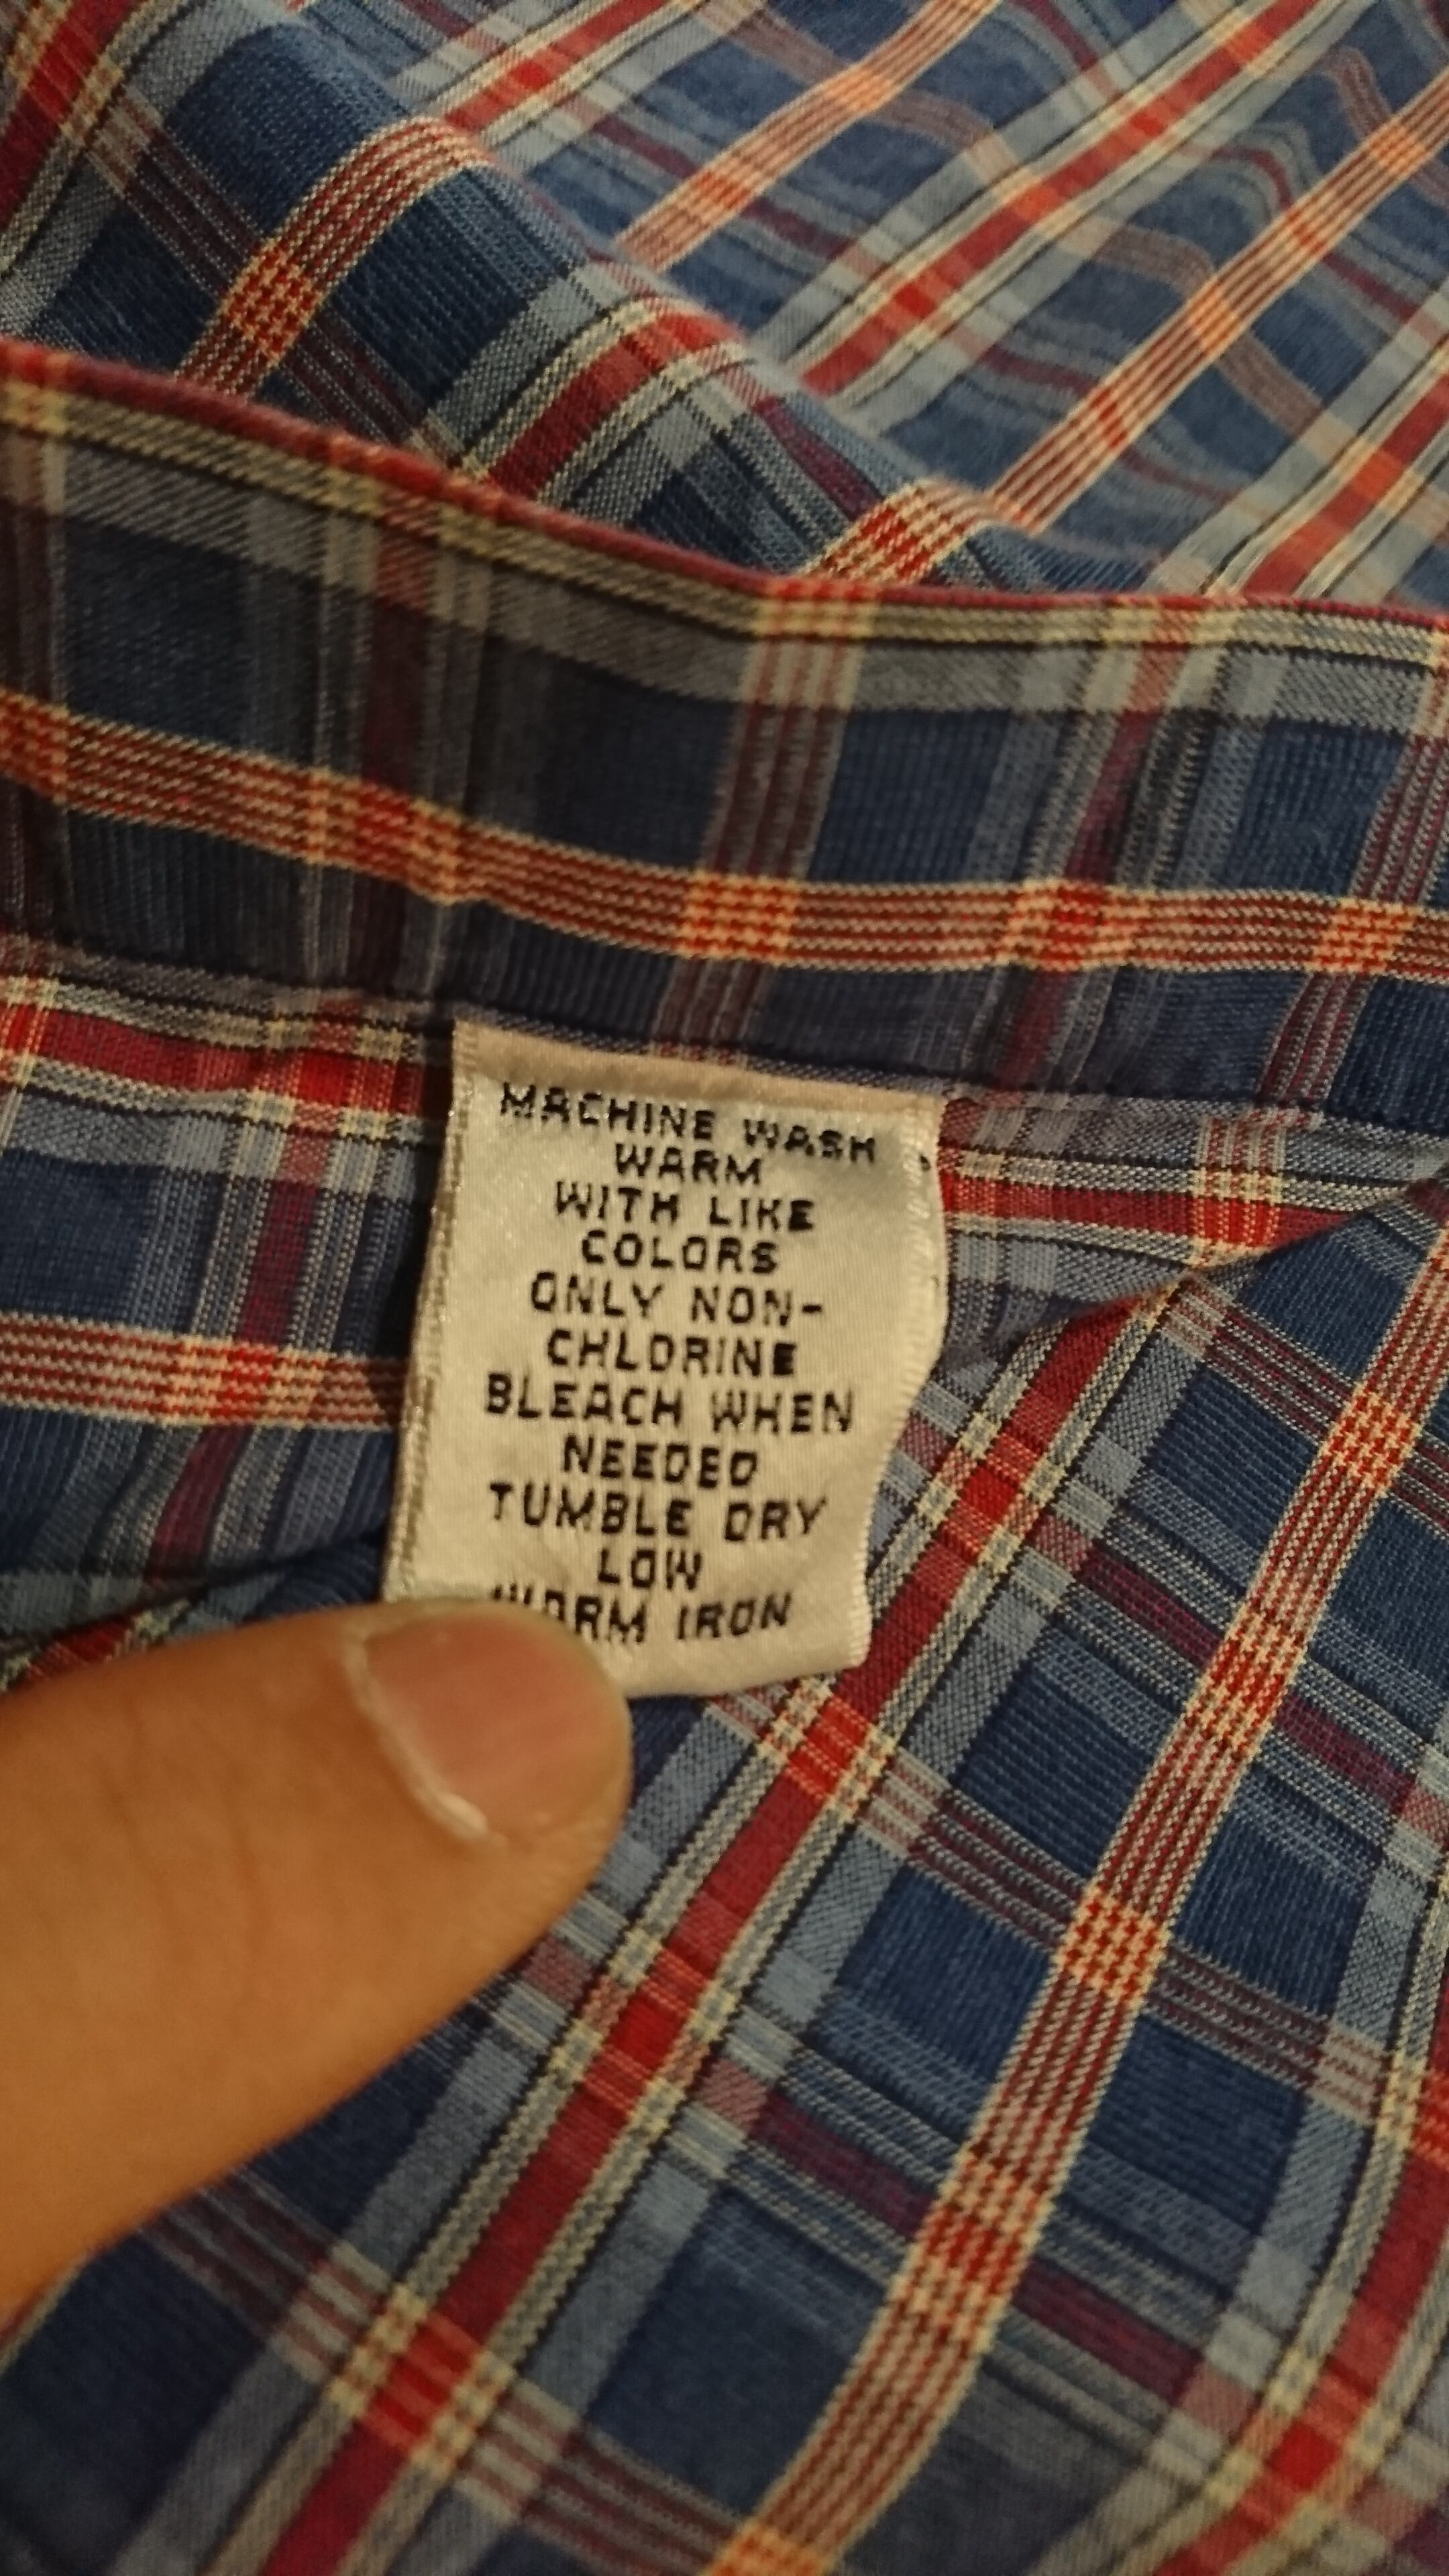 MACHINE WASH
WARM
WITH LIKE
COLORS
ONLY NON-
CHLORINE
BLEACH WHEN
NEEDED
TUMBLE DRY
LOW
WARM IRON